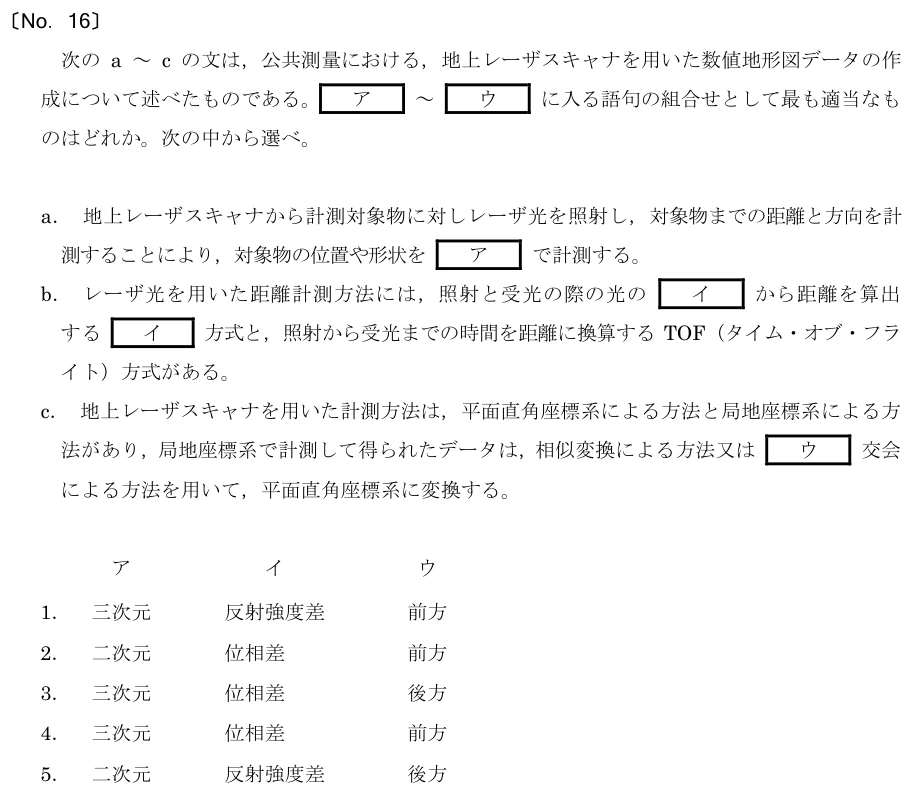 〔No. 16〕
次の a ～ c の文は，公共測量における，地上レーザスキャナを用いた数値地形図データの作
成について述べたものである。 ア ～ ウ に入る語句の組合せとして最も適当なも
のはどれか。次の中から選べ。
a. 地上レーザスキャナから計測対象物に対しレーザ光を照射し，対象物までの距離と方向を計
測することにより，対象物の位置や形状を ア で計測する。
b. レーザ光を用いた距離計測方法には，照射と受光の際の光の イ から距離を算出
する イ 方式と，照射から受光までの時間を距離に換算する TOF（タイム・オブ・フラ
イト）方式がある。
c. 地上レーザスキャナを用いた計測方法は，平面直角座標系による方法と局地座標系による方
法があり，局地座標系で計測して得られたデータは，相似変換による方法又は ウ 交会
による方法を用いて，平面直角座標系に変換する。
ア イ ウ
1. 三次元 反射強度差 前方
2. 二次元 位相差 前方
3. 三次元 位相差 後方
4. 三次元 位相差 前方
5. 二次元 反射強度差 後方